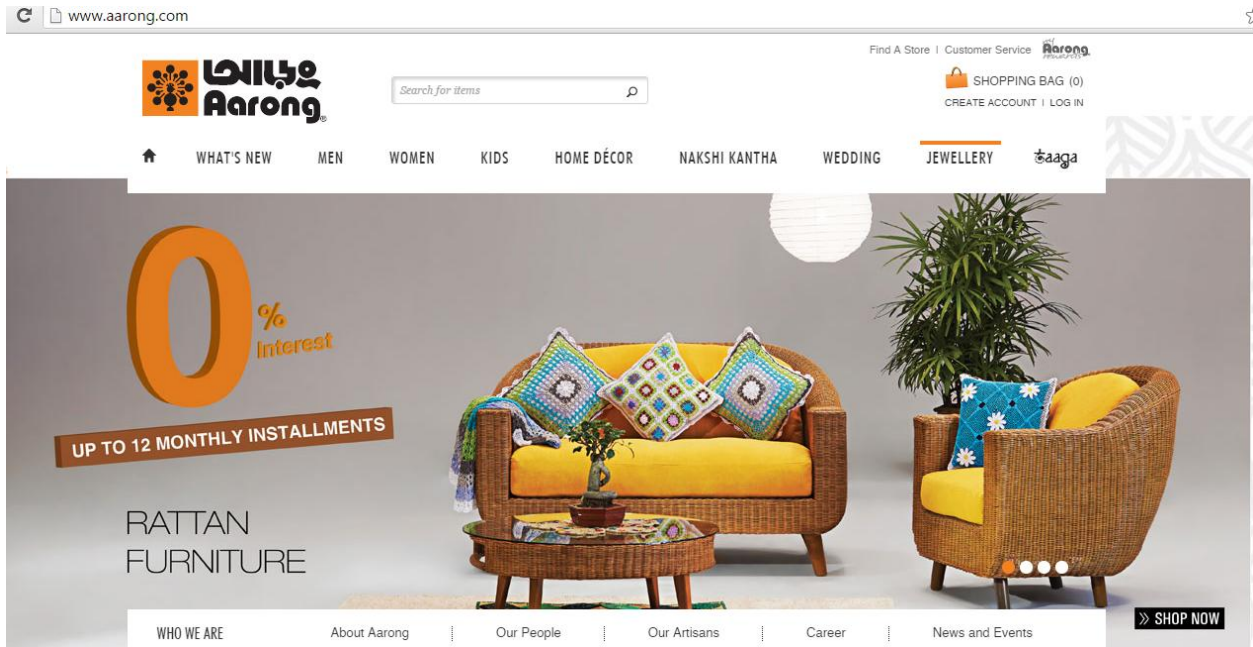 www.aarong.com
Find A Store | Customer Service
Aarong
Search for items
SHOPPING BAG (0)
CREATE ACCOUNT | LOG IN
Aarong
WHAT'S NEW
MEN
WOMEN
KIDS
HOME DÉCOR
NAKSHI KANTHA
WEDDING
JEWELLERY
তaaga
0%
Interest
UP TO 12 MONTHLY INSTALLMENTS
RATTAN
FURNITURE
SHOP NOW
WHO WE ARE
About Aarong
Our People
Our Artisans
Career
News and Events